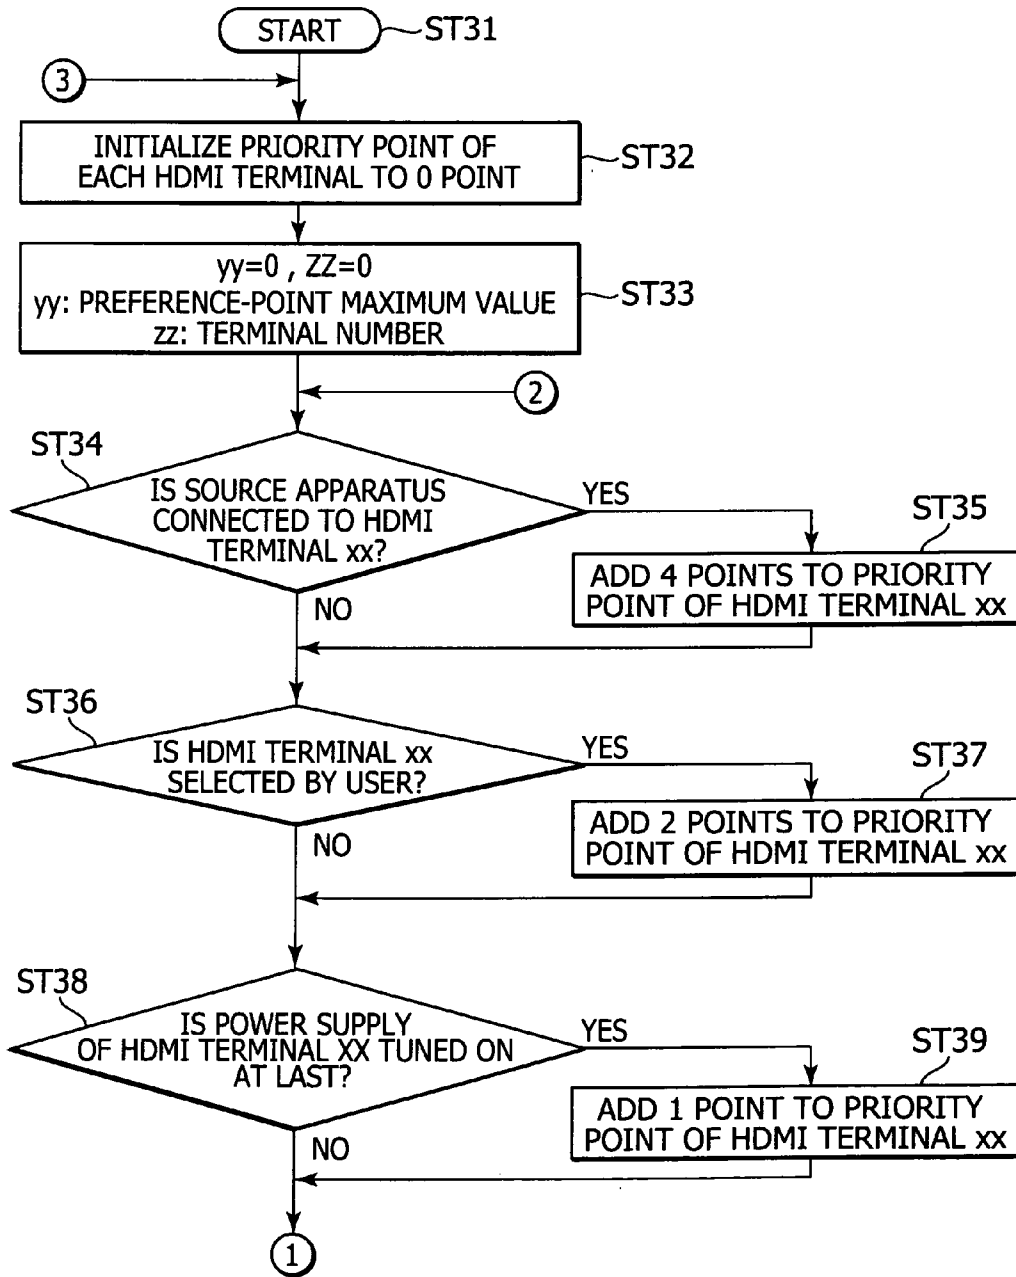 START
ST31
3
INITIALIZE PRIORITY POINT OF
EACH HDMI TERMINAL TO 0 POINT
ST32
yy=0 , ZZ=0
yy: PREFERENCE-POINT MAXIMUM VALUE
zz: TERMINAL NUMBER
ST33
2
ST34
IS SOURCE APPARATUS
CONNECTED TO HDMI
TERMINAL xx?
YES
NO
ST35
ADD 4 POINTS TO PRIORITY
POINT OF HDMI TERMINAL xx
ST36
IS HDMI TERMINAL xx
SELECTED BY USER?
YES
NO
ST37
ADD 2 POINTS TO PRIORITY
POINT OF HDMI TERMINAL xx
ST38
IS POWER SUPPLY
OF HDMI TERMINAL XX TUNED ON
AT LAST?
YES
NO
ST39
ADD 1 POINT TO PRIORITY
POINT OF HDMI TERMINAL xx
1